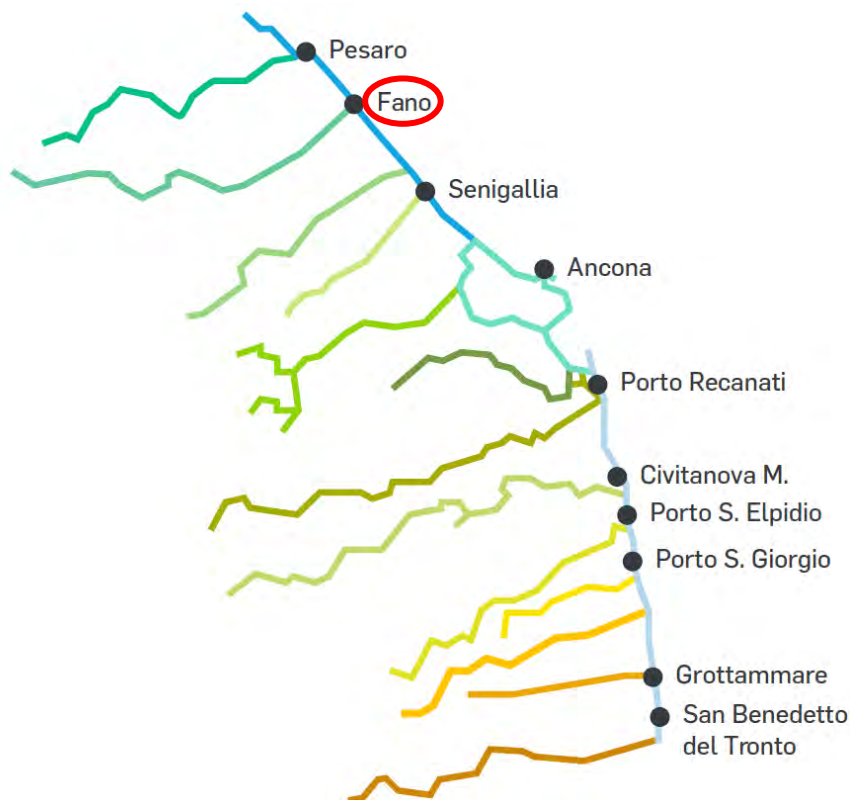 Pesaro
Fano
Senigallia
Ancona
Porto Recanati
Civitanova M.
Porto S. Elpidio
Porto S. Giorgio
Grottammare
San Benedetto
del Tronto